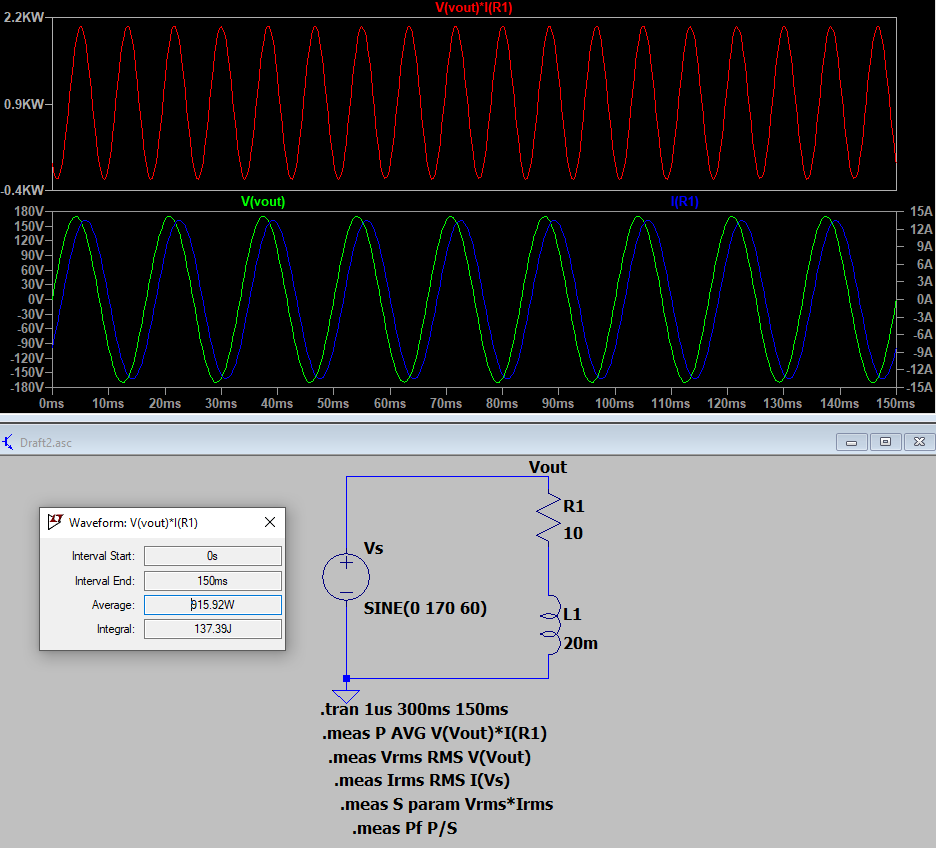 V(vout)*I(R1)
2.2KW
0.9KW
-0.4KW
V(vout) I(R1)
180V 15A
150V 12A
120V 9A
90V 6A
60V 3A
30V 0A
0V -3A
-30V -6A
-60V -9A
-90V -12A
-120V -15A
-150V
-180V
0ms 10ms 20ms 30ms 40ms 50ms 60ms 70ms 80ms 90ms 100ms 110ms 120ms 130ms 140ms 150ms
Draft2.asc
Waveform: V(vout)*I(R1)
Interval Start: 0s
Interval End: 150ms
Average: 915.92W
Integral: 137.39J
Vout
R1
10
Vs
SINE(0 170 60)
L1
20m
.tran 1us 300ms 150ms
.meas P AVG V(Vout)*I(R1)
.meas Vrms RMS V(Vout)
.meas Irms RMS I(Vs)
.meas S param Vrms*Irms
.meas Pf P/S